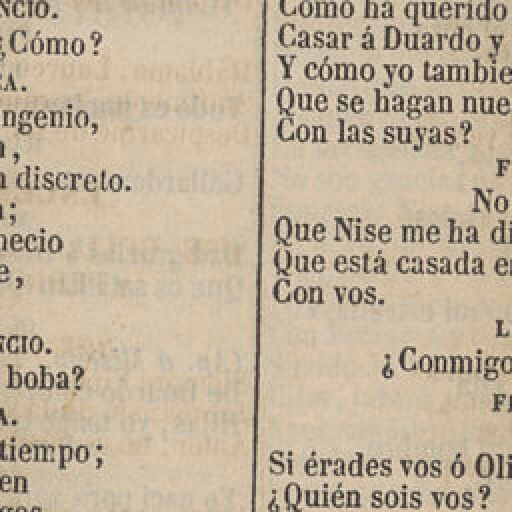 NCIO.
¿Cómo?
A.
ngenio,
,
n discreto.
;
necio
e,
NCIO.
boba?
A.
tiempo;
en
Como ha querido
Casar á Duardo y
Y cómo yo tambie
Que se hagan nue
Con las suyas?
F
No
Que Nise me ha di
Que está casada e
Con vos.
L
¿Conmigo
F
Si érades vos ó Oli
¿Quién sois vos?